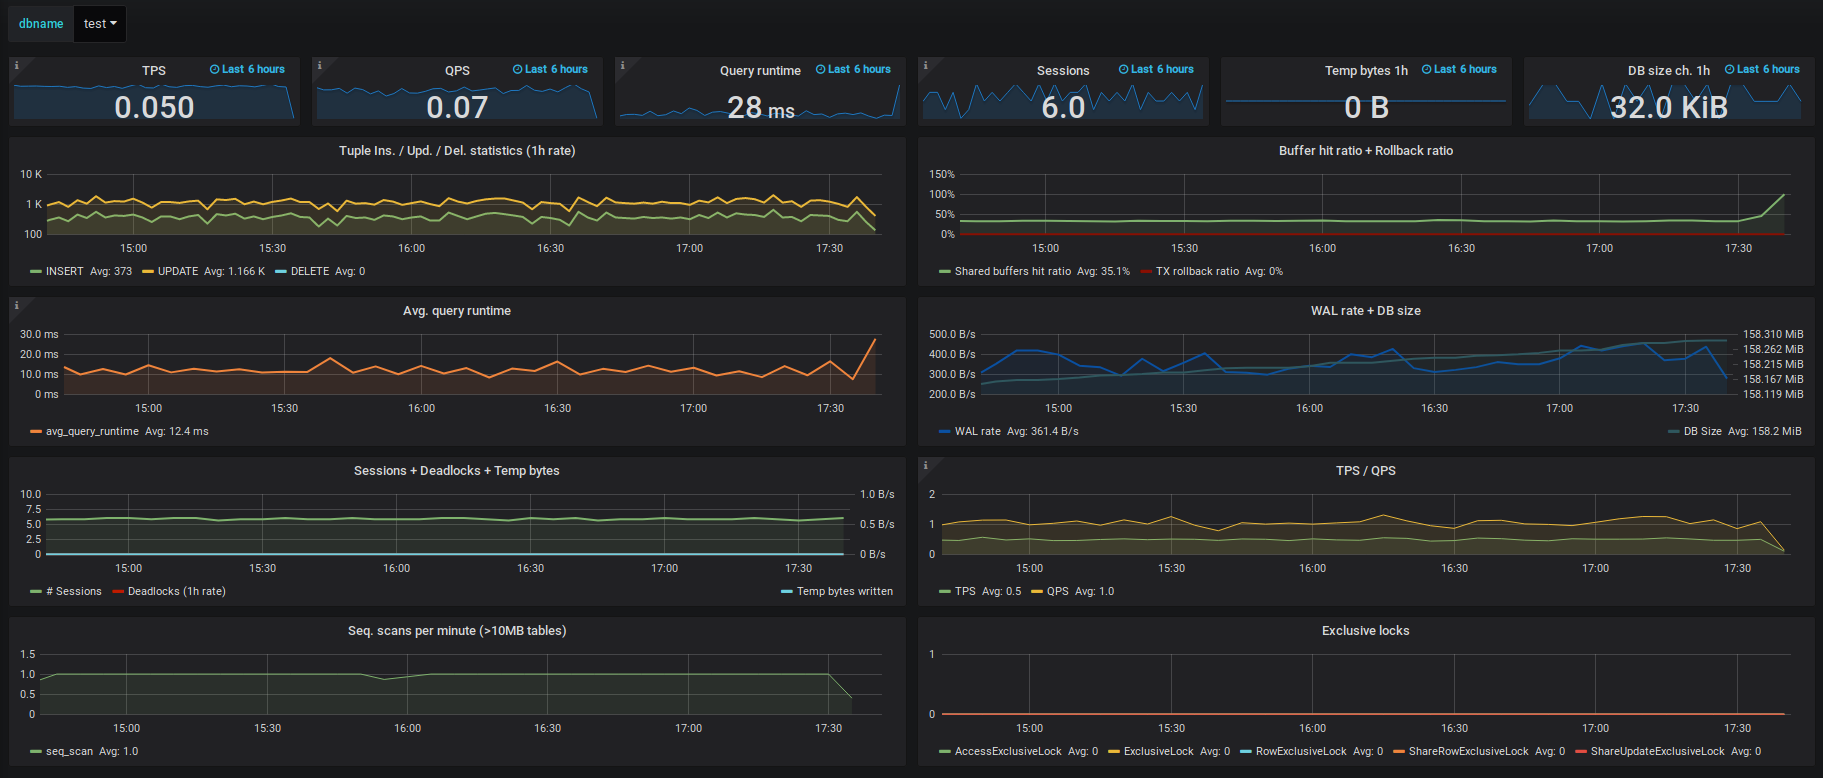 dbname test
TPS Last 6 hours
0.050
QPS Last 6 hours
0.07
Query runtime Last 6 hours
28 ms
Sessions Last 6 hours
6.0
Temp bytes 1h Last 6 hours
0 B
DB size ch. 1h Last 6 hours
32.0 KiB
Tuple Ins. / Upd. / Del. statistics (1h rate)
10 K
1 K
100
15:00 15:30 16:00 16:30 17:00 17:30
INSERT Avg: 373 UPDATE Avg: 1.166 K DELETE Avg: 0
Buffer hit ratio + Rollback ratio
150%
100%
50%
0%
15:00 15:30 16:00 16:30 17:00 17:30
Shared buffers hit ratio Avg: 35.1% TX rollback ratio Avg: 0%
Avg. query runtime
30.0 ms
20.0 ms
10.0 ms
0 ms
15:00 15:30 16:00 16:30 17:00 17:30
avg_query_runtime Avg: 12.4 ms
WAL rate + DB size
500.0 B/s 158.310 MiB
400.0 B/s 158.262 MiB
158.215 MiB
300.0 B/s 158.167 MiB
200.0 B/s 158.119 MiB
15:00 15:30 16:00 16:30 17:00 17:30
WAL rate Avg: 361.4 B/s DB Size Avg: 158.2 MiB
Sessions + Deadlocks + Temp bytes
10.0 1.0 B/s
7.5
5.0 0.5 B/s
2.5
0 0 B/s
15:00 15:30 16:00 16:30 17:00 17:30
# Sessions Deadlocks (1h rate) Temp bytes written
TPS / QPS
2
1
0
15:00 15:30 16:00 16:30 17:00 17:30
TPS Avg: 0.5 QPS Avg: 1.0
Seq. scans per minute (>10MB tables)
1.5
1.0
0.5
0
15:00 15:30 16:00 16:30 17:00 17:30
seq_scan Avg: 1.0
Exclusive locks
1
0
15:00 15:30 16:00 16:30 17:00 17:30
AccessExclusiveLock Avg: 0 ExclusiveLock Avg: 0 RowExclusiveLock Avg: 0 ShareRowExclusiveLock Avg: 0 ShareUpdateExclusiveLock Avg: 0